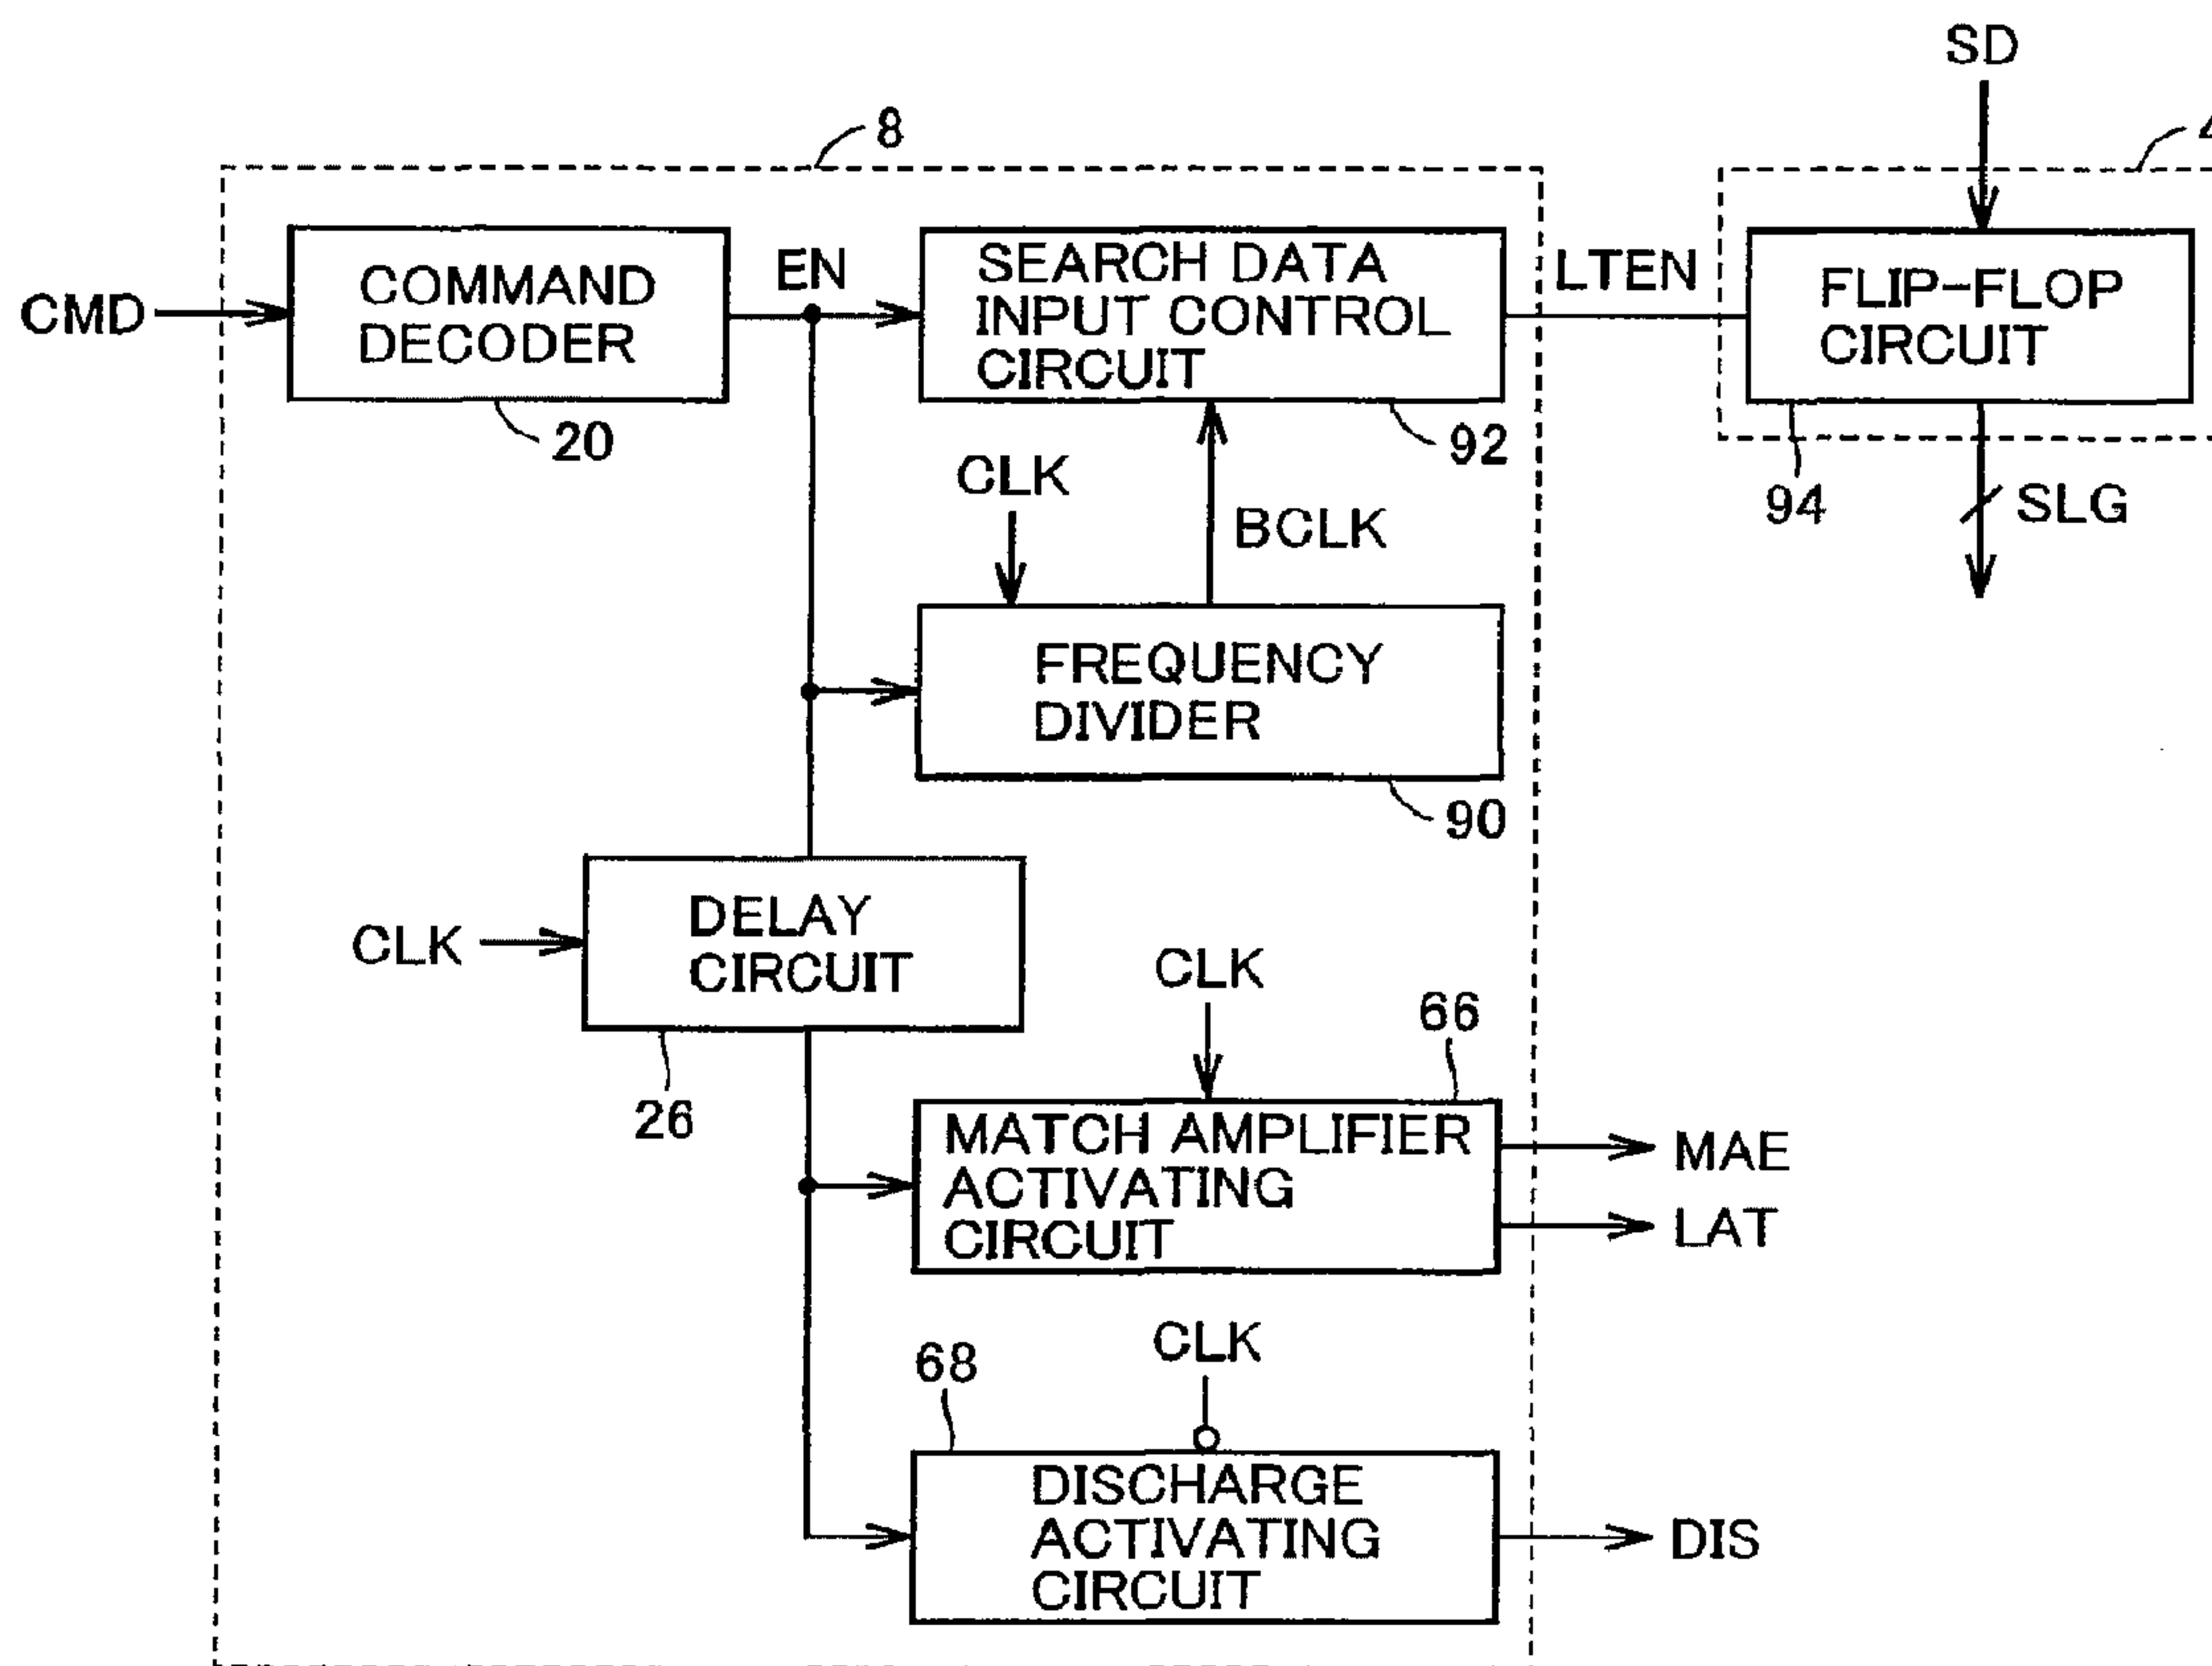 SD
8
4
CMD
COMMAND
DECODER
EN
SEARCH DATA
INPUT CONTROL
CIRCUIT
LTEN
FLIP-FLOP
CIRCUIT
20
92
94
CLK
BCLK
SLG
FREQUENCY
DIVIDER
90
CLK
DELAY
CIRCUIT
26
CLK
66
MATCH AMPLIFIER
ACTIVATING
CIRCUIT
MAE
LAT
CLK
68
DISCHARGE
ACTIVATING
CIRCUIT
DIS